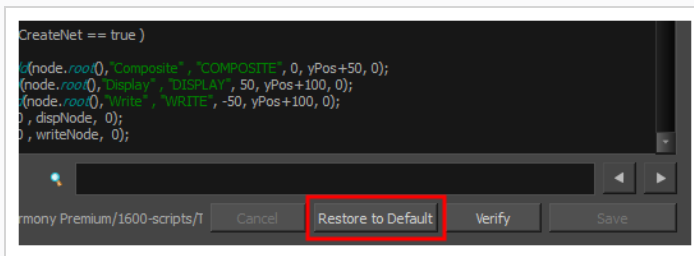 CreateNet == true )
d(node.root(),"Composite" , "COMPOSITE", 0, yPos+50, 0);
(node.root(),"Display" , "DISPLAY", 50, yPos+100, 0);
d(node.root(),"Write" , "WRITE", -50, yPos+100, 0);
, dispNode, 0);
, writeNode, 0);
rmony Premium/1600-scripts/T Cancel Restore to Default Verify Save